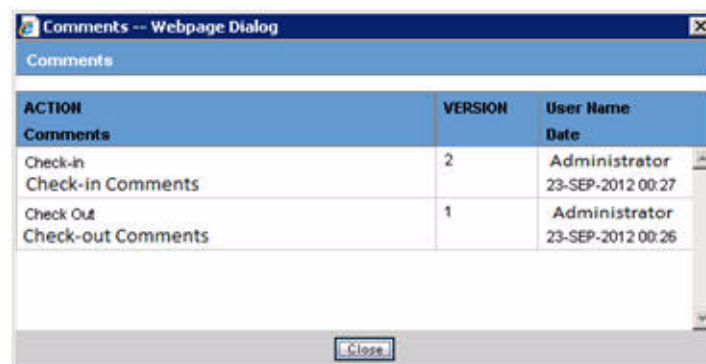 Comments -- Webpage Dialog
Comments
ACTION VERSION User Name
Comments Date
Check-in 2 Administrator
Check-in Comments 23-SEP-2012 00:27
Check Out 1 Administrator
Check-out Comments 23-SEP-2012 00:26
Close